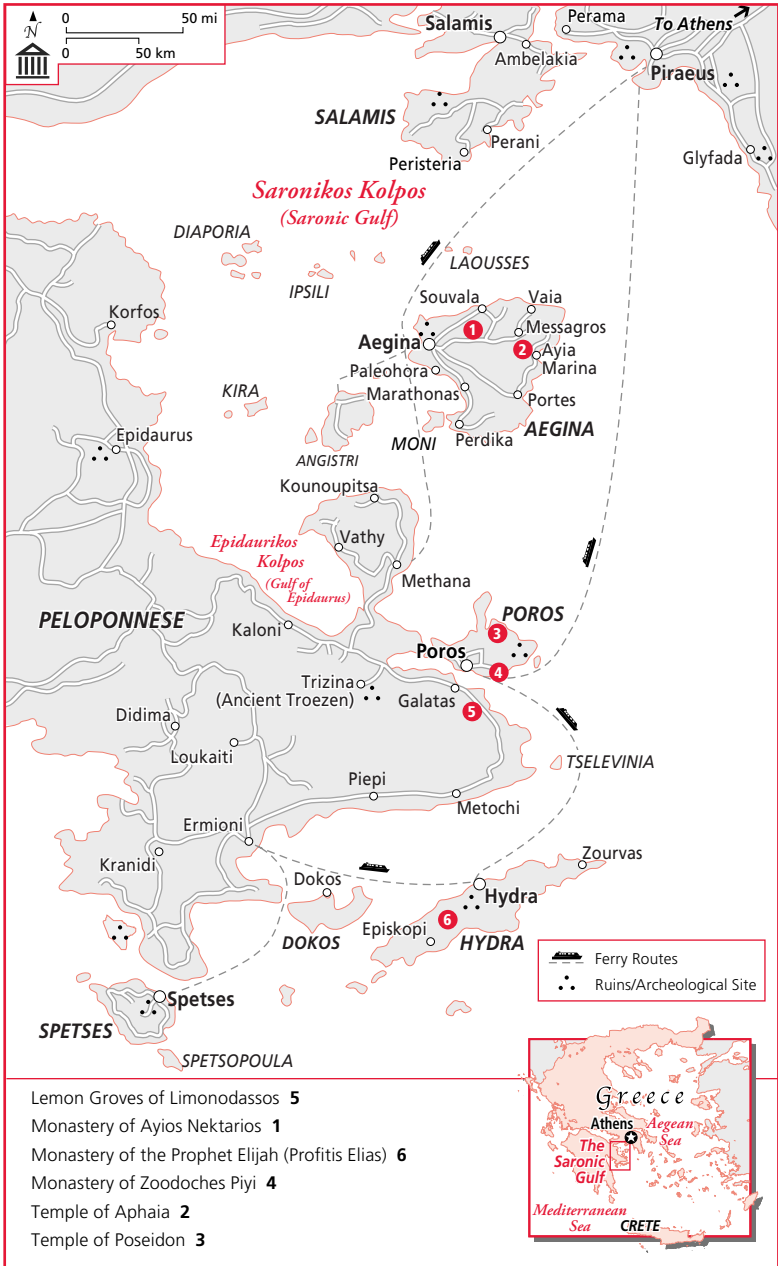 N
0 50 mi
0 50 km
Salamis
Ambelakia
Perama
To Athens
Piraeus
SALAMIS
Perani
Peristeria
Glyfada
Saronikos Kolpos
(Saronic Gulf)
DIAPORIA
IPSILI
LAOUSSES
Korfos
Souvala
Vaia
1
Messagros
Aegina
2
Ayia
Marina
Paleohora
Marathonas
KIRA
Portes
AEGINA
MONI
Perdika
Epidaurus
ANGISTRI
Kounoupitsa
Vathy
Epidaurikos
Kolpos
(Gulf of
Epidaurus)
Methana
PELOPONNESE
POROS
Kaloni
3
Poros
4
Trizina
(Ancient Troezen)
Galatas
5
Didima
Loukaiti
TSELEVINIA
Piepi
Metochi
Ermioni
Kranidi
Zourvas
Dokos
Hydra
6
Episkopi
DOKOS
HYDRA
Ferry Routes
Ruins/Archeological Site
Spetses
SPETSES
SPETSOPOULA
Lemon Groves of Limonodassos 5
Monastery of Ayios Nektarios 1
Monastery of the Prophet Elijah (Profitis Elias) 6
Monastery of Zoodoches Piyi 4
Temple of Aphaia 2
Temple of Poseidon 3
Greece
Athens
Aegean
Sea
The
Saronic
Gulf
Mediterranean
Sea
CRETE